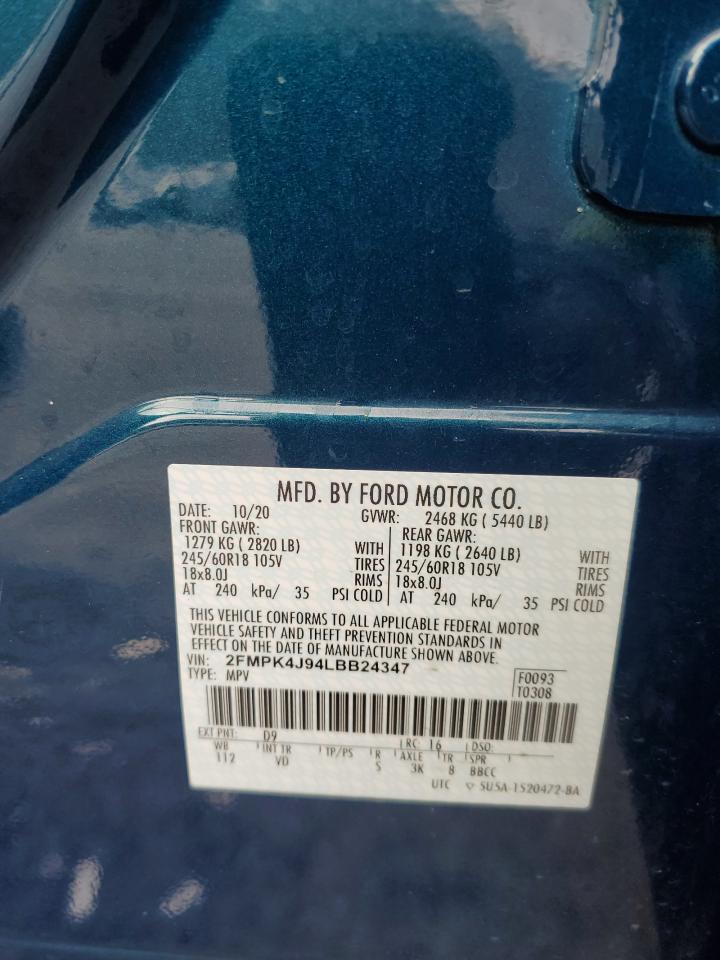 MFD. BY FORD MOTOR CO.
DATE: 10/20 GVWR: 2468 KG ( 5440 LB)
FRONT GAWR: REAR GAWR:
1279 KG ( 2820 LB) WITH 1198 KG ( 2640 LB) WITH
245/60R18 105V TIRES 245/60R18 105V TIRES
18x8.0J RIMS 18x8.0J RIMS
AT 240 kPa/ 35 PSI COLD AT 240 kPa/ 35 PSI COLD
THIS VEHICLE CONFORMS TO ALL APPLICABLE FEDERAL MOTOR
VEHICLE SAFETY AND THEFT PREVENTION STANDARDS IN
EFFECT ON THE DATE OF MANUFACTURE SHOWN ABOVE.
VIN: 2FMPK4J94LBB24347
TYPE: MPV
F0093
T0308
EXT PNT: D9 RC: 16 DSO:
WB INT TR TP/PS R AXLE TR SPR
112 VD S 3K 8 BBCC
UTC ▽ SU5A-1520472-BA